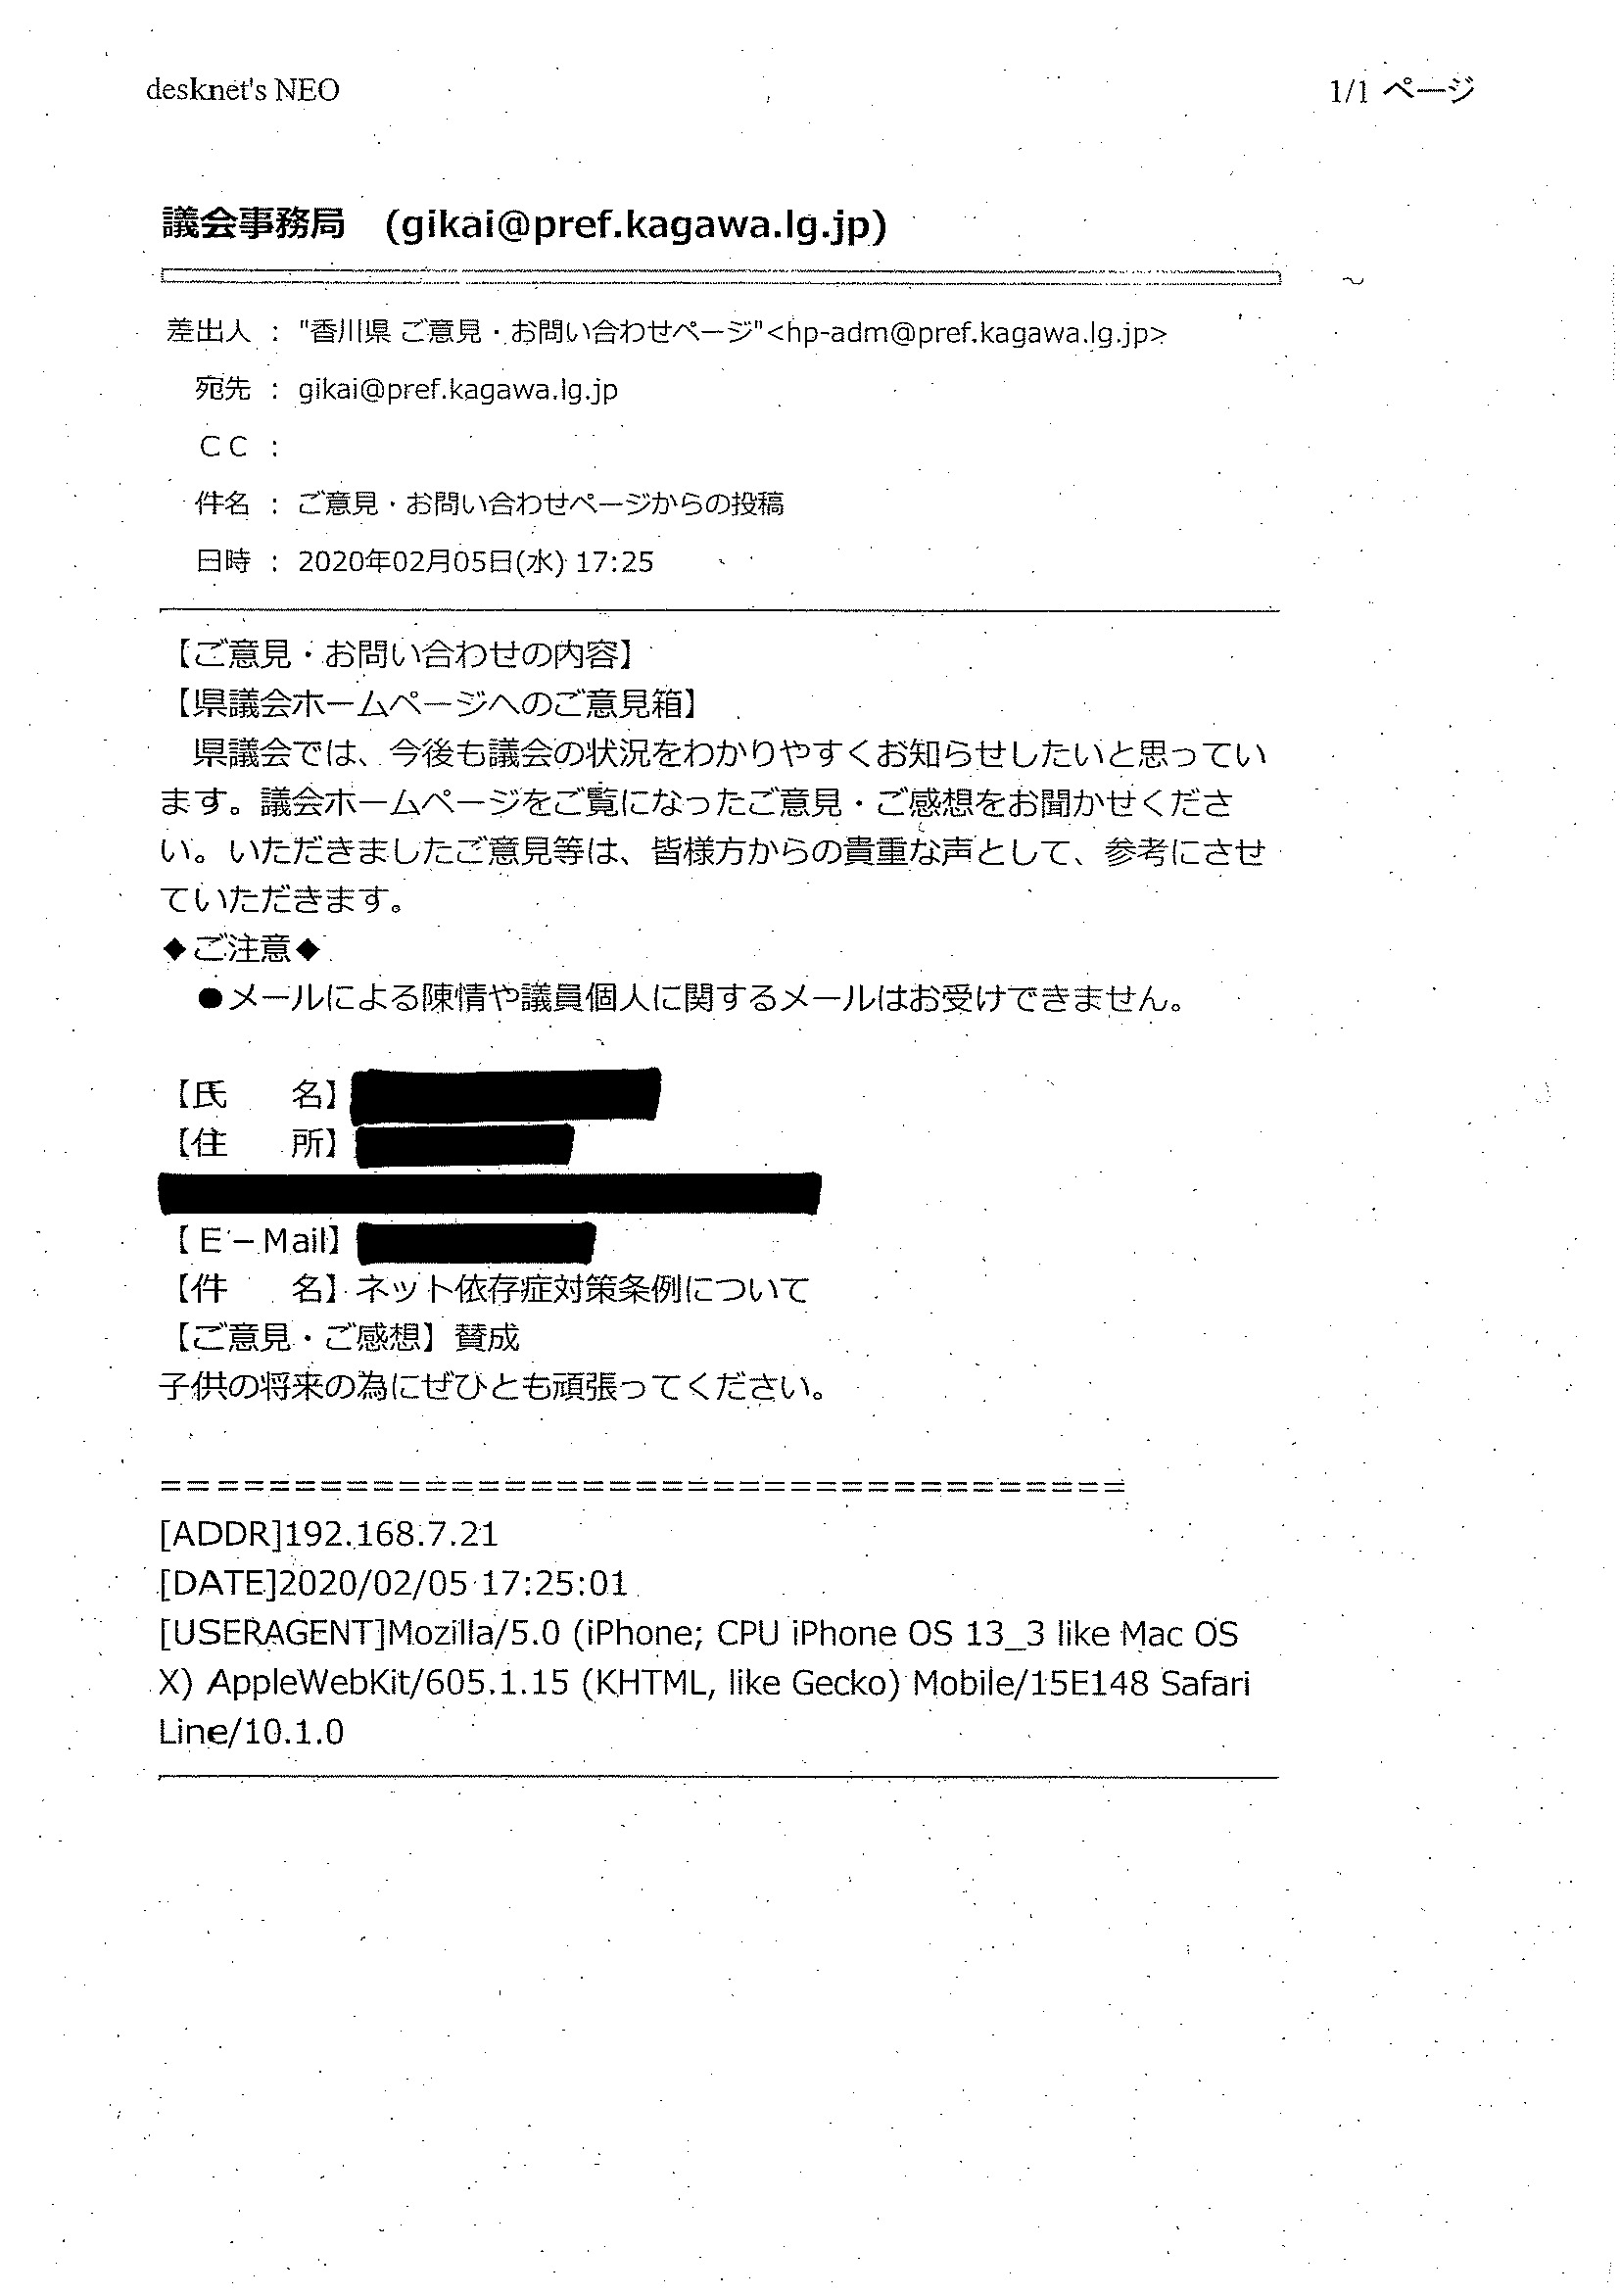 desknet's NEO
1/1 ページ
議会事務局 (gikai@pref.kagawa.lg.jp)
差出人 : "香川県 ご意見・お問い合わせページ"<hp-adm@pref.kagawa.lg.jp>
宛先 : gikai@pref.kagawa.lg.jp
CC :
件名 : ご意見・お問い合わせページからの投稿
日時 : 2020年02月05日(水) 17:25
【ご意見・お問い合わせの内容】
【県議会ホームページへのご意見箱】
県議会では、今後も議会の状況をわかりやすくお知らせしたいと思ってい
ます。議会ホームページをご覧になったご意見・ご感想をお聞かせくださ
い。いただきましたご意見等は、皆様方からの貴重な声として、参考にさせ
ていただきます。
◆ご注意◆
●メールによる陳情や議員個人に関するメールはお受けできません。
【氏　　名】
【住　　所】
【E－Mail】
【件　　名】ネット依存症対策条例について
【ご意見・ご感想】賛成
子供の将来の為にぜひとも頑張ってください。
=====================================
[ADDR]192.168.7.21
[DATE]2020/02/05 17:25:01
[USERAGENT]Mozilla/5.0 (iPhone; CPU iPhone OS 13_3 like Mac OS
X) AppleWebKit/605.1.15 (KHTML, like Gecko) Mobile/15E148 Safari
Line/10.1.0